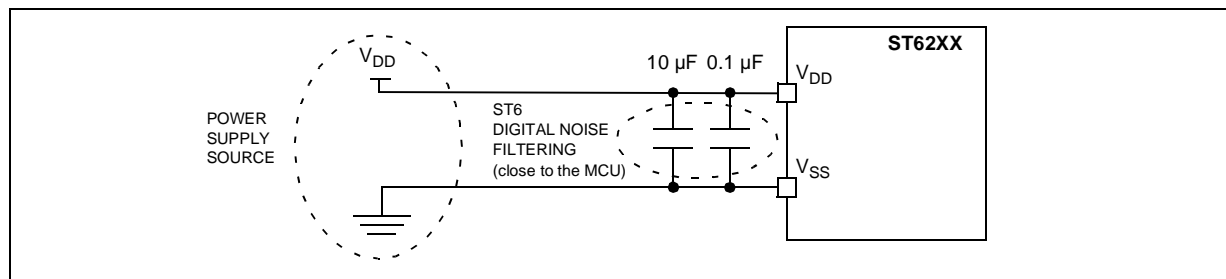 ST62XX
VDD
10 µF 0.1 µF
VDD
ST6
DIGITAL NOISE
FILTERING
(close to the MCU)
POWER
SUPPLY
SOURCE
VSS